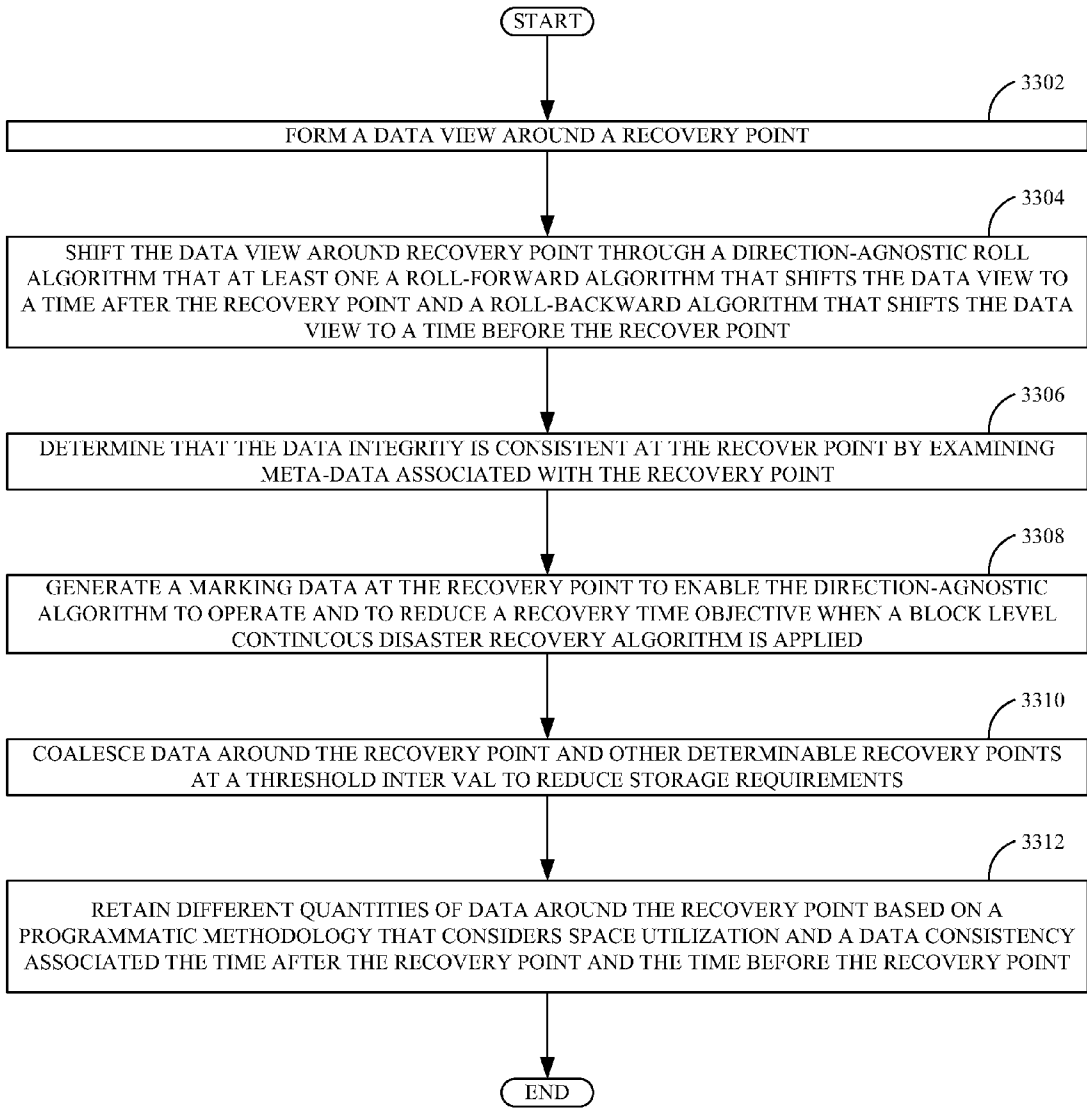 START
3302
FORM A DATA VIEW AROUND A RECOVERY POINT
3304
SHIFT THE DATA VIEW AROUND RECOVERY POINT THROUGH A DIRECTION-AGNOSTIC ROLL
ALGORITHM THAT AT LEAST ONE A ROLL-FORWARD ALGORITHM THAT SHIFTS THE DATA VIEW TO
A TIME AFTER THE RECOVERY POINT AND A ROLL-BACKWARD ALGORITHM THAT SHIFTS THE DATA
VIEW TO A TIME BEFORE THE RECOVER POINT
3306
DETERMINE THAT THE DATA INTEGRITY IS CONSISTENT AT THE RECOVER POINT BY EXAMINING
META-DATA ASSOCIATED WITH THE RECOVERY POINT
3308
GENERATE A MARKING DATA AT THE RECOVERY POINT TO ENABLE THE DIRECTION-AGNOSTIC
ALGORITHM TO OPERATE AND TO REDUCE A RECOVERY TIME OBJECTIVE WHEN A BLOCK LEVEL
CONTINUOUS DISASTER RECOVERY ALGORITHM IS APPLIED
3310
COALESCE DATA AROUND THE RECOVERY POINT AND OTHER DETERMINABLE RECOVERY POINTS
AT A THRESHOLD INTER VAL TO REDUCE STORAGE REQUIREMENTS
3312
RETAIN DIFFERENT QUANTITIES OF DATA AROUND THE RECOVERY POINT BASED ON A
PROGRAMMATIC METHODOLOGY THAT CONSIDERS SPACE UTILIZATION AND A DATA CONSISTENCY
ASSOCIATED THE TIME AFTER THE RECOVERY POINT AND THE TIME BEFORE THE RECOVERY POINT
END